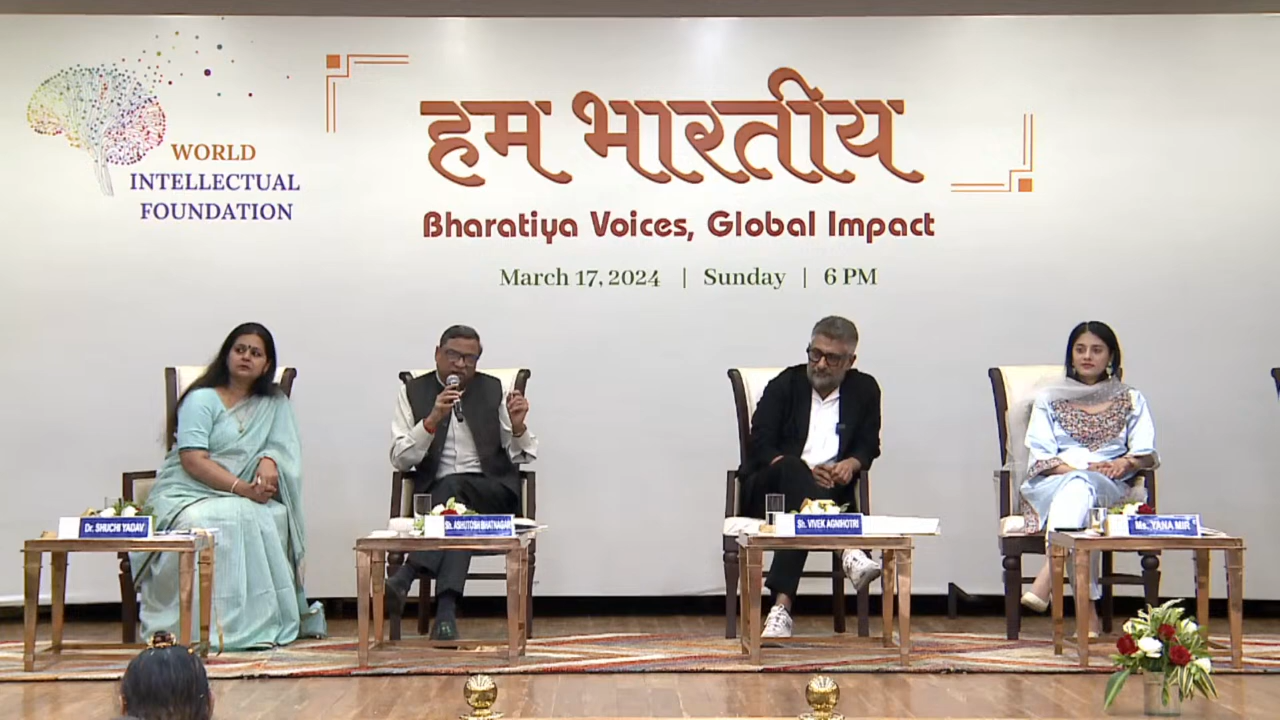 WORLD
INTELLECTUAL
FOUNDATION
हम भारतीय
Bharatiya Voices, Global Impact
March 17, 2024 | Sunday | 6 PM
Dr. SHUCHI YADAV
Sh. ASHUTOSH BHATNAGAR
Sh. VIVEK AGNIHOTRI
Ms. YANA MIR